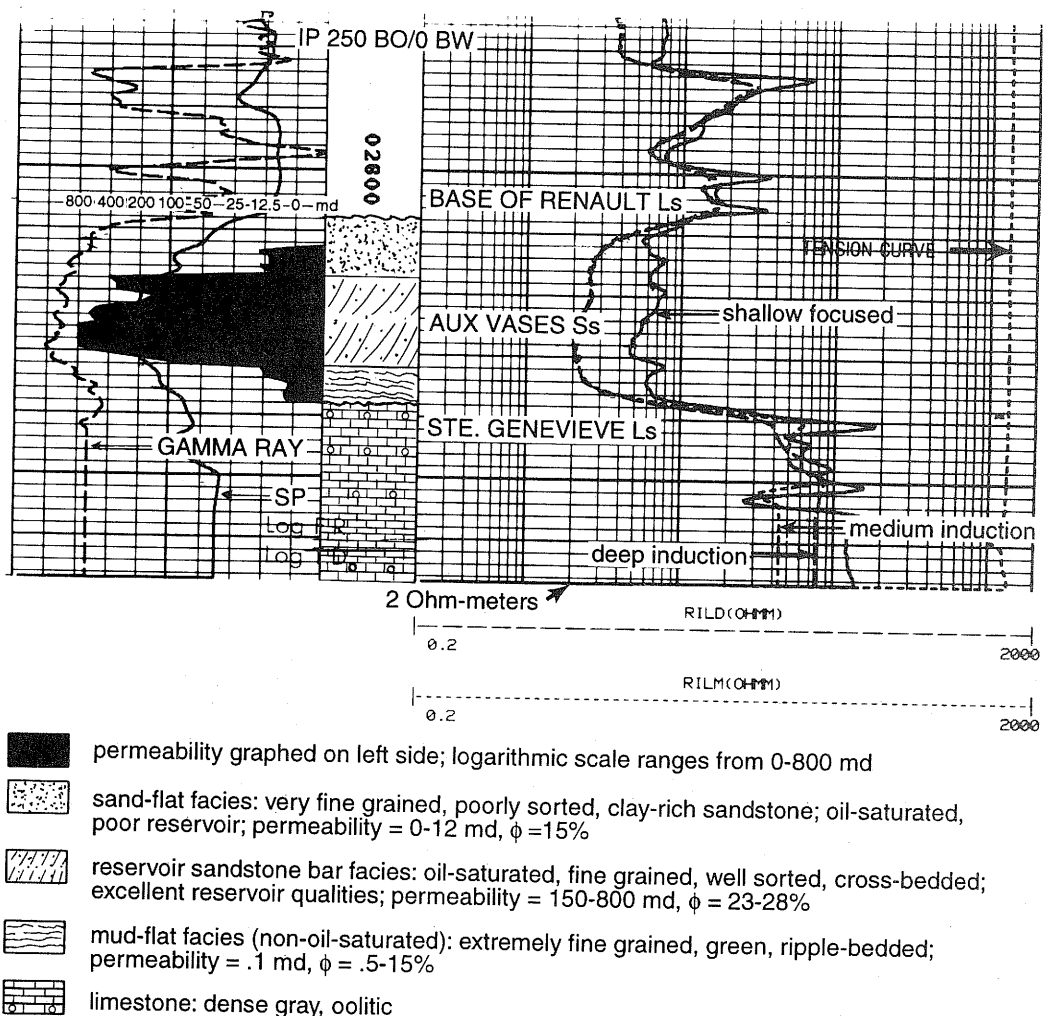 IP 250 BO/0 BW
02800
800 400 200 100 50 25 12.5 0 md
BASE OF RENAULT Ls
TENSION CURVE
shallow focused
AUX VASES Ss
STE. GENEVIEVE Ls
GAMMA RAY
SP
Log
Log
medium induction
deep induction
2 Ohm-meters
RILD(OHMM)
0.2
2000
RILM(OHMM)
0.2
2000
permeability graphed on left side; logarithmic scale ranges from 0-800 md
sand-flat facies: very fine grained, poorly sorted, clay-rich sandstone; oil-saturated,
poor reservoir; permeability = 0-12 md, ϕ =15%
reservoir sandstone bar facies: oil-saturated, fine grained, well sorted, cross-bedded;
excellent reservoir qualities; permeability = 150-800 md, ϕ = 23-28%
mud-flat facies (non-oil-saturated): extremely fine grained, green, ripple-bedded;
permeability = .1 md, ϕ = .5-15%
limestone: dense gray, oolitic